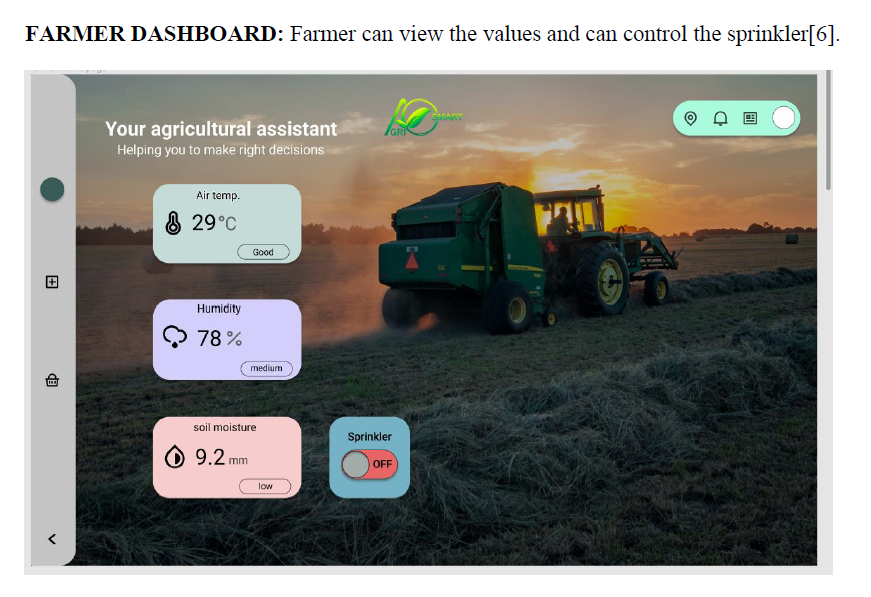 FARMER DASHBOARD: Farmer can view the values and can control the sprinkler[6].
Your agricultural assistant
Helping you to make right decisions
AGRI SMART
Air temp.
29°C
Good
Humidity
78 %
medium
soil moisture
9.2 mm
low
Sprinkler
OFF